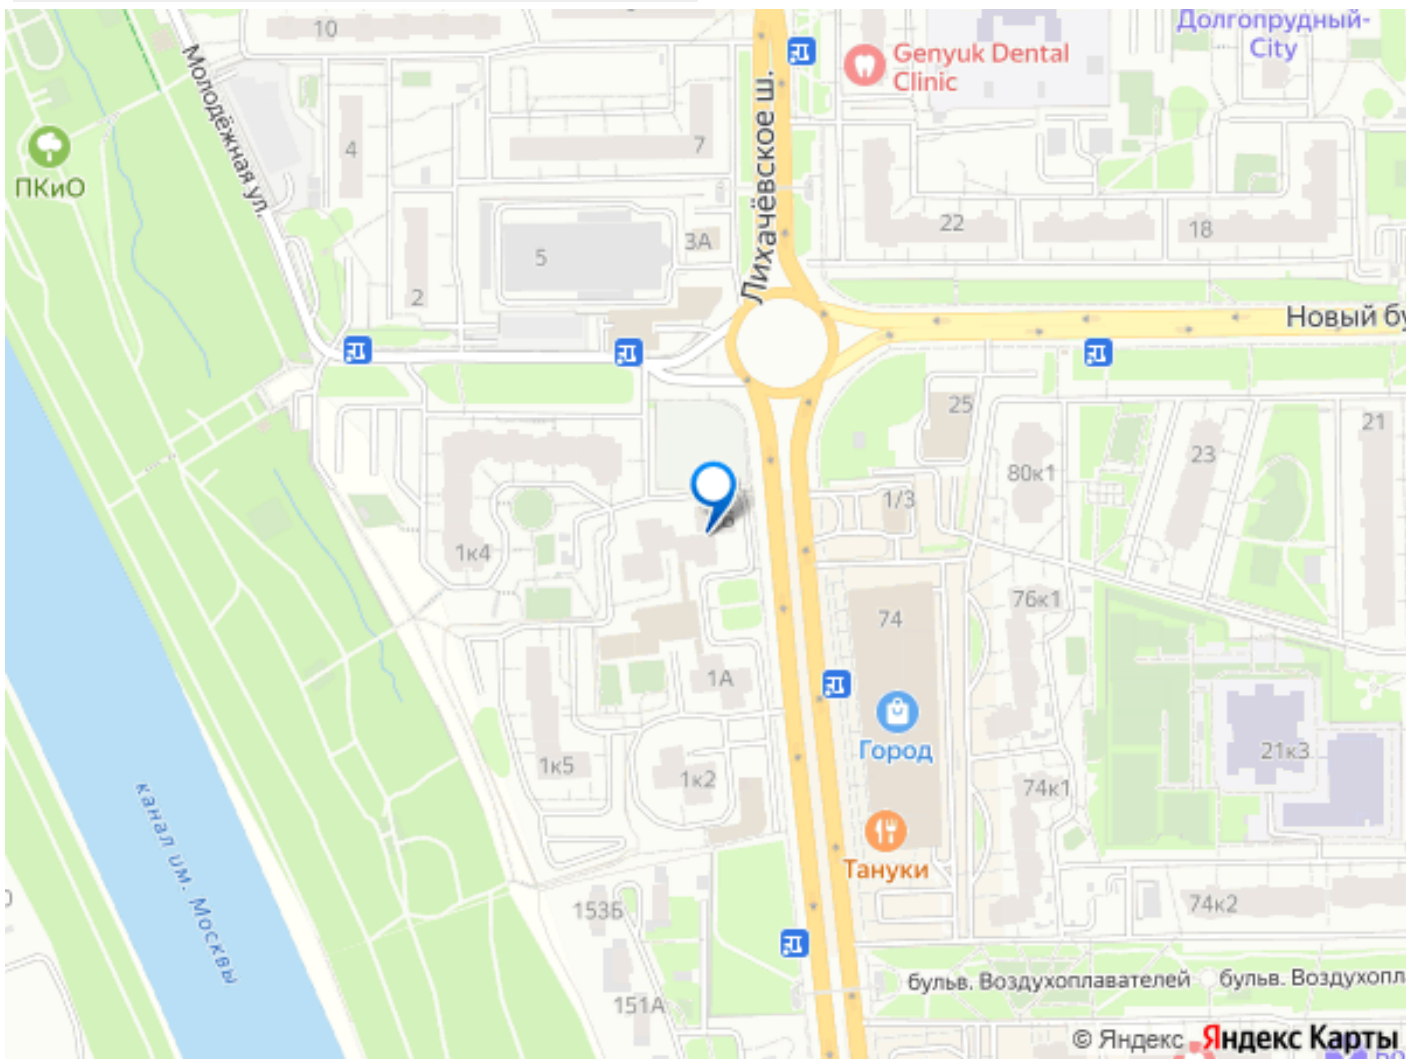 10
Долгопрудный-
City
Genyuk Dental
Clinic
Молодёжная ул.
Лихачёвское ш.
4
7
ПКиО
22
18
3А
5
2
Новый бу
25
21
23
80к1
1/3
1к4
76к1
74
1А
Город
21к3
1к5
1к2
74к1
Тануки
канал им. Москвы
74к2
153Б
бульв. Воздухоплавателей
бульв. Воздухопл
151А
© Яндекс Яндекс Карты